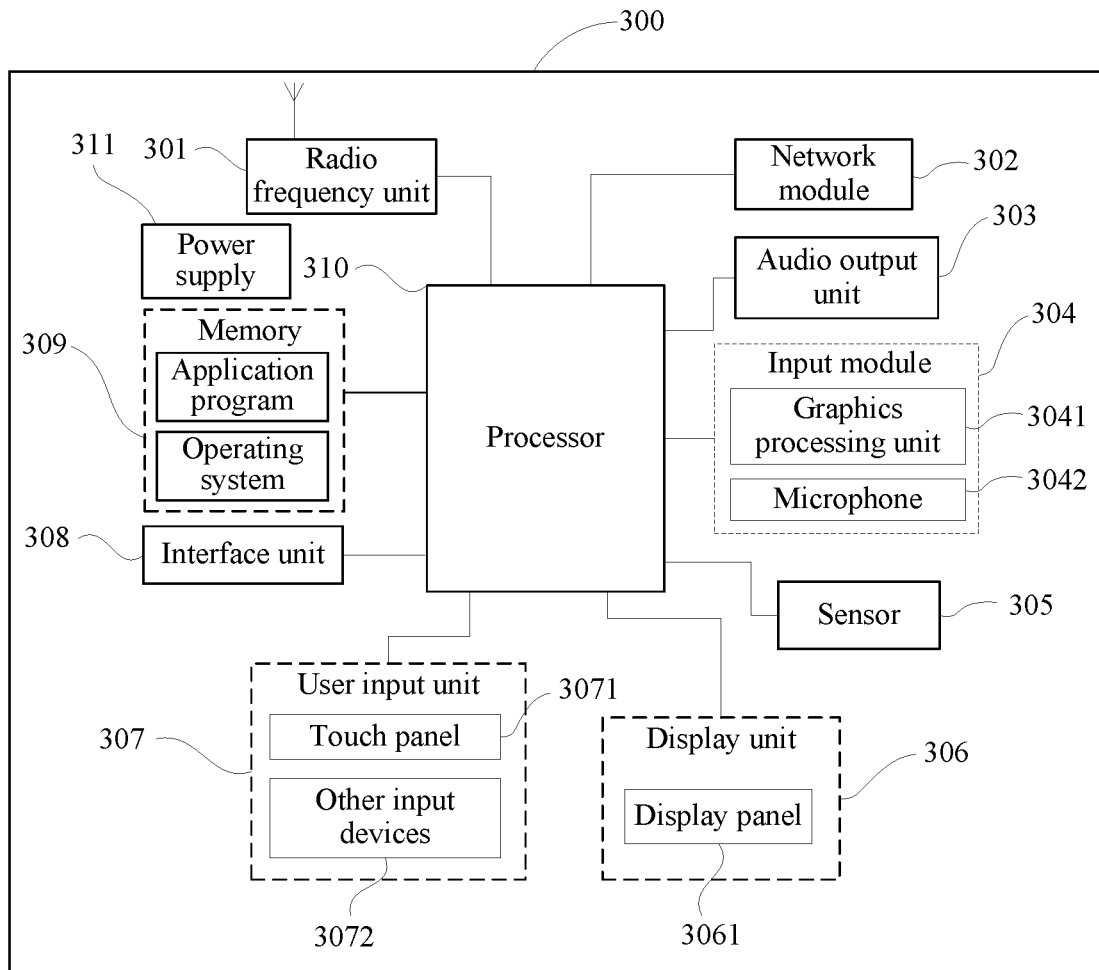 300
311
301
Radio
frequency unit
Network
module
302
303
Power
supply
310
Audio output
unit
304
309
Memory
Application
program
Operating
system
Processor
Input module
Graphics
processing unit
3041
Microphone
3042
308
Interface unit
Sensor
305
User input unit
3071
Touch panel
307
Other input
devices
3072
Display unit
306
Display panel
3061